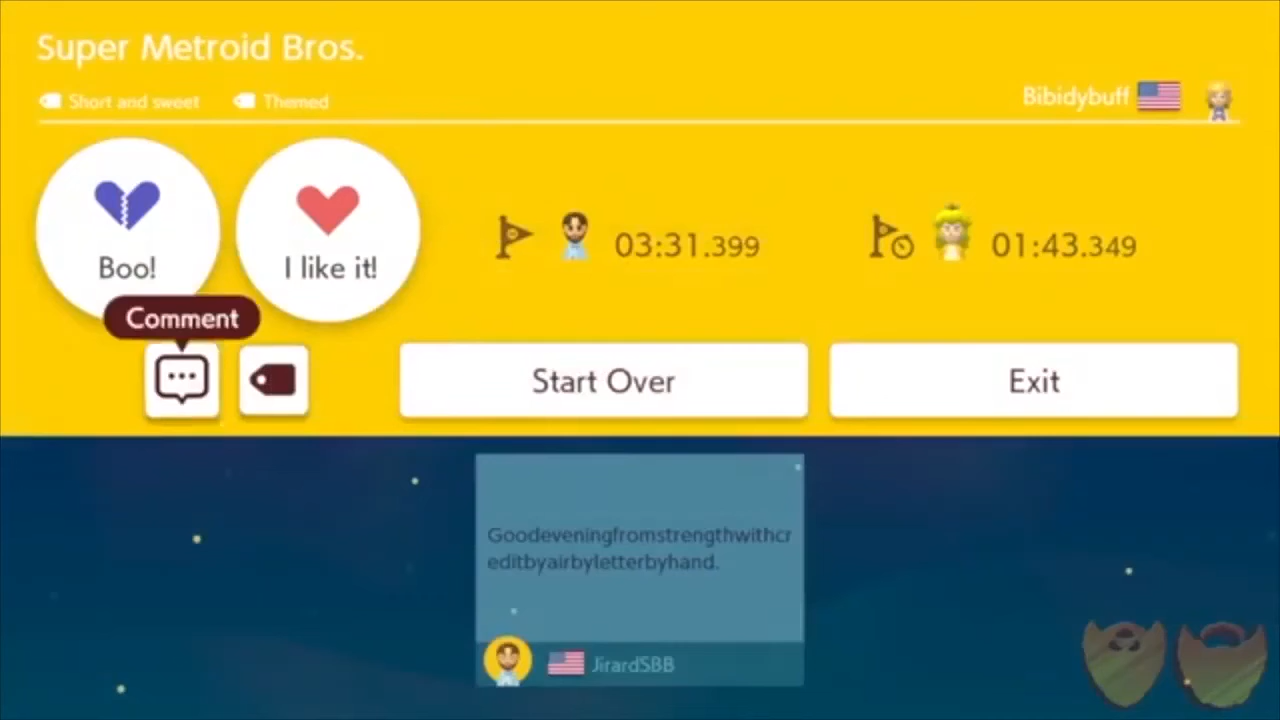 Super Metroid Bros.
Short and sweet Themed
Bibidybuff
Boo!
I like it!
03:31.399
01:43.349
Comment
Start Over
Exit
Goodeveningfromstrengthwithcr
editbyairbyletterbyhand.
JirardSBB